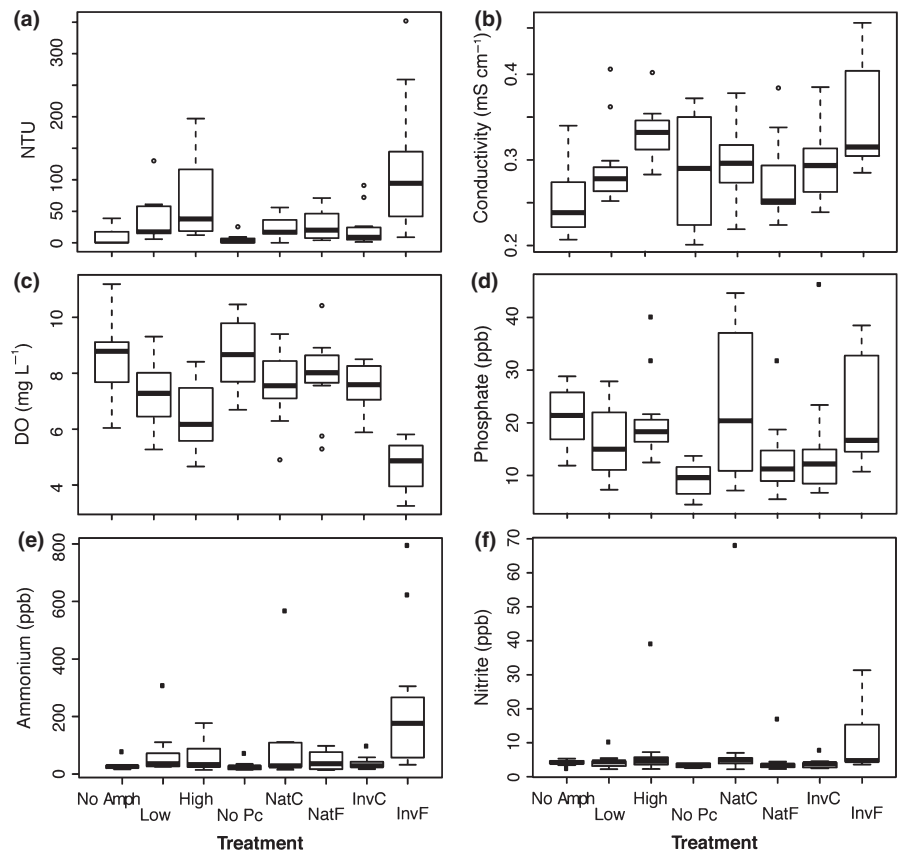 (a)
NTU
0
50
100
200
300
(b)
Conductivity (mS cm−1)
0.2
0.3
0.4
(c)
DO (mg L−1)
4
6
8
10
(d)
Phosphate (ppb)
10
20
30
40
(e)
Ammonium (ppb)
0
200
400
600
800
No Amph
Low
High
No Pc
NatC
NatF
InvC
InvF
Treatment
(f)
Nitrite (ppb)
0
10
20
30
40
50
60
70
No Amph
Low
High
No Pc
NatC
NatF
InvC
InvF
Treatment